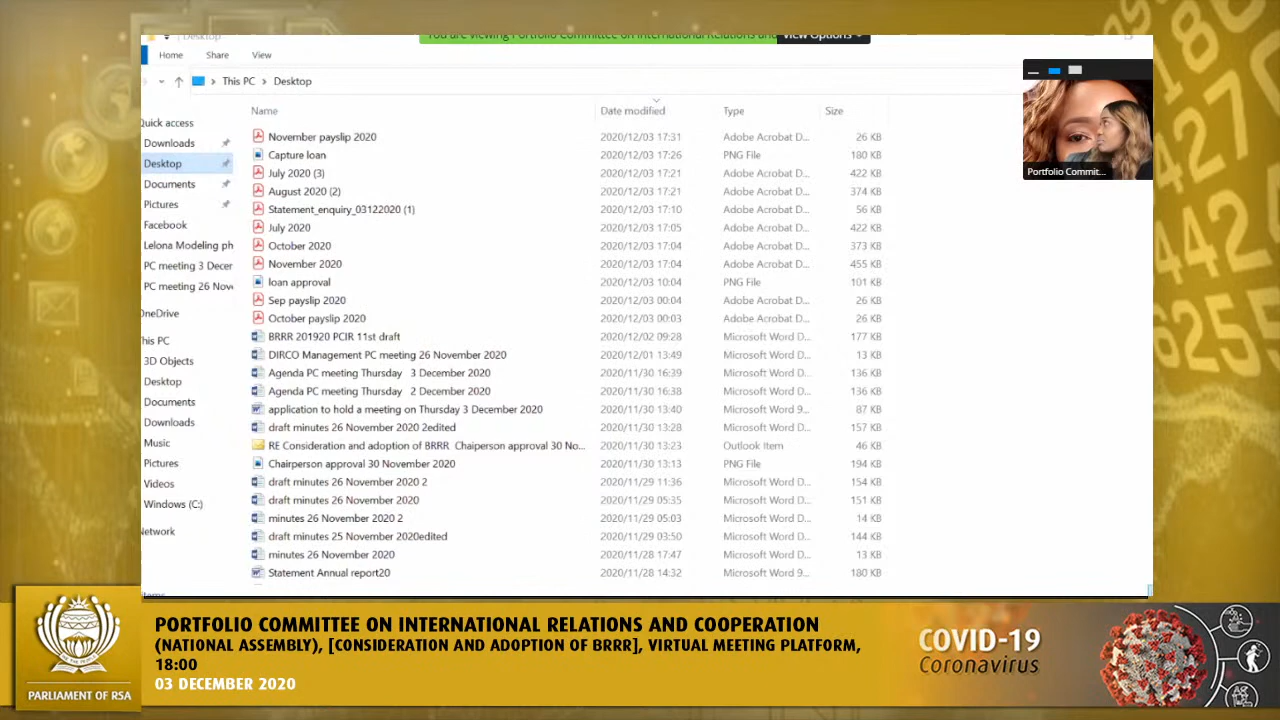 Desktop
You are viewing Portfolio Committee on International Relations and View Options
Home Share View
This PC > Desktop
Name Date modified Type Size
Quick access
Downloads
Desktop
Documents
Pictures
Facebook
Lelona Modeling ph
PC meeting 3 Decer
PC meeting 26 Nov
OneDrive
his PC
3D Objects
Desktop
Documents
Downloads
Music
Pictures
Videos
Windows (C:)
Network
November payslip 2020 2020/12/03 17:31 Adobe Acrobat D... 26 KB
Capture loan 2020/12/03 17:26 PNG File 180 KB
July 2020 (3) 2020/12/03 17:21 Adobe Acrobat D... 422 KB
August 2020 (2) 2020/12/03 17:21 Adobe Acrobat D... 374 KB
Statement_enquiry_03122020 (1) 2020/12/03 17:10 Adobe Acrobat D... 56 KB
July 2020 2020/12/03 17:05 Adobe Acrobat D... 422 KB
October 2020 2020/12/03 17:04 Adobe Acrobat D... 373 KB
November 2020 2020/12/03 17:04 Adobe Acrobat D... 455 KB
loan approval 2020/12/03 10:04 PNG File 101 KB
Sep payslip 2020 2020/12/03 00:04 Adobe Acrobat D... 26 KB
October payslip 2020 2020/12/03 00:03 Adobe Acrobat D... 26 KB
BRRR 201920 PCIR 11st draft 2020/12/02 09:28 Microsoft Word D... 177 KB
DIRCO Management PC meeting 26 November 2020 2020/12/01 13:49 Microsoft Word D... 13 KB
Agenda PC meeting Thursday 3 December 2020 2020/11/30 16:39 Microsoft Word D... 136 KB
Agenda PC meeting Thursday 2 December 2020 2020/11/30 16:38 Microsoft Word D... 136 KB
application to hold a meeting on Thursday 3 December 2020 2020/11/30 13:40 Microsoft Word 9... 87 KB
draft minutes 26 November 2020 2edited 2020/11/30 13:28 Microsoft Word D... 157 KB
RE Consideration and adoption of BRRR Chaiperson approval 30 No... 2020/11/30 13:23 Outlook Item 46 KB
Chairperson approval 30 November 2020 2020/11/30 13:13 PNG File 194 KB
draft minutes 26 November 2020 2 2020/11/29 11:36 Microsoft Word D... 154 KB
draft minutes 26 November 2020 2020/11/29 05:35 Microsoft Word D... 151 KB
minutes 26 November 2020 2 2020/11/29 05:03 Microsoft Word D... 14 KB
draft minutes 25 November 2020edited 2020/11/29 03:50 Microsoft Word D... 144 KB
minutes 26 November 2020 2020/11/28 17:47 Microsoft Word D... 13 KB
Statement Annual report20 2020/11/28 14:32 Microsoft Word 9... 180 KB
Portfolio Commit...
PORTFOLIO COMMITTEE ON INTERNATIONAL RELATIONS AND COOPERATION
(NATIONAL ASSEMBLY), [CONSIDERATION AND ADOPTION OF BRRR], VIRTUAL MEETING PLATFORM,
18:00
03 DECEMBER 2020
PARLIAMENT OF RSA
COVID-19
Coronavirus